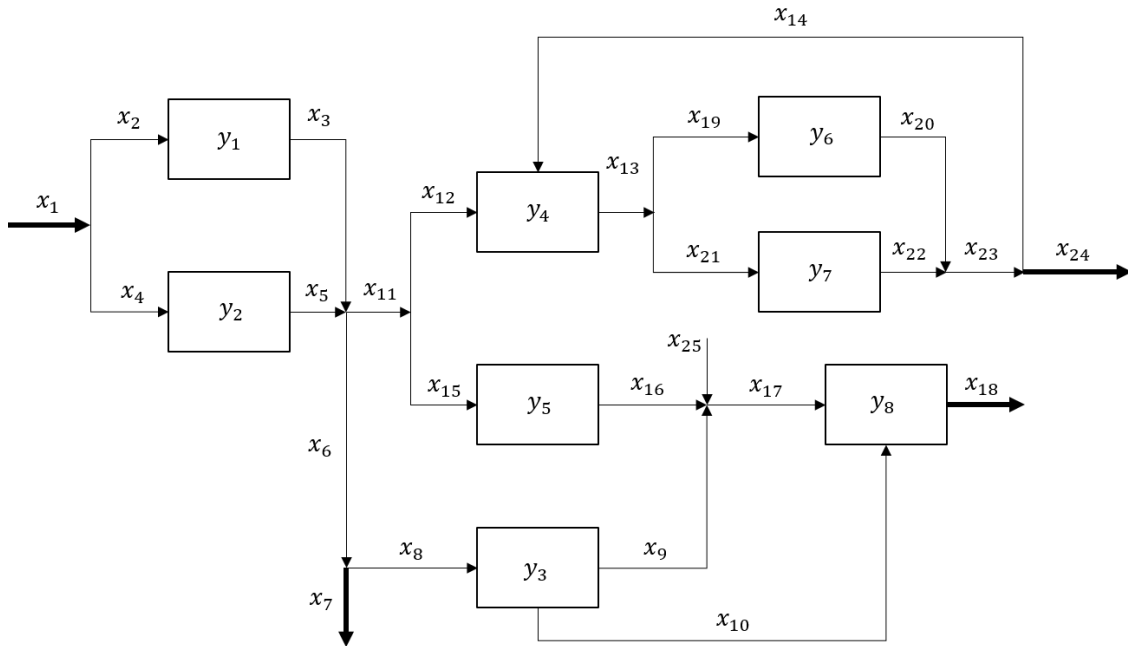 x₁₄
x₂ y₁ x₃ x₁₉ y₆ x₂₀
x₁ x₁₂ y₄ x₁₃
x₄ y₂ x₅ x₁₁ x₂₁ y₇ x₂₂ x₂₃ x₂₄
x₂₅
x₁₅ y₅ x₁₆ x₁₇ y₈ x₁₈
x₆
x₈ y₃ x₉
x₇
x₁₀